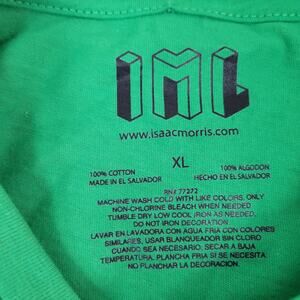 IML
www.isaacmorris.com
XL
100% COTTON 100% ALGODON
MADE IN EL SALVADOR HECHO EN EL SALVADOR
RN# 77272
MACHINE WASH COLD WITH LIKE COLORS, ONLY
NON-CHLORINE BLEACH WHEN NEEDED
TUMBLE DRY LOW COOL IRON AS NEEDED,
DO NOT IRON DECORATION
LAVAR EN LAVADORA CON AGUA FRIA CON COLORES
SIMILARES, USAR BLANQUEADOR SIN CLORO
CUANDO SEA NECESARIO, SECAR A BAJA
TEMPERATURA, PLANCHA FRIA SI SE NECESITA.
NO PLANCHAR LA DECORACION.